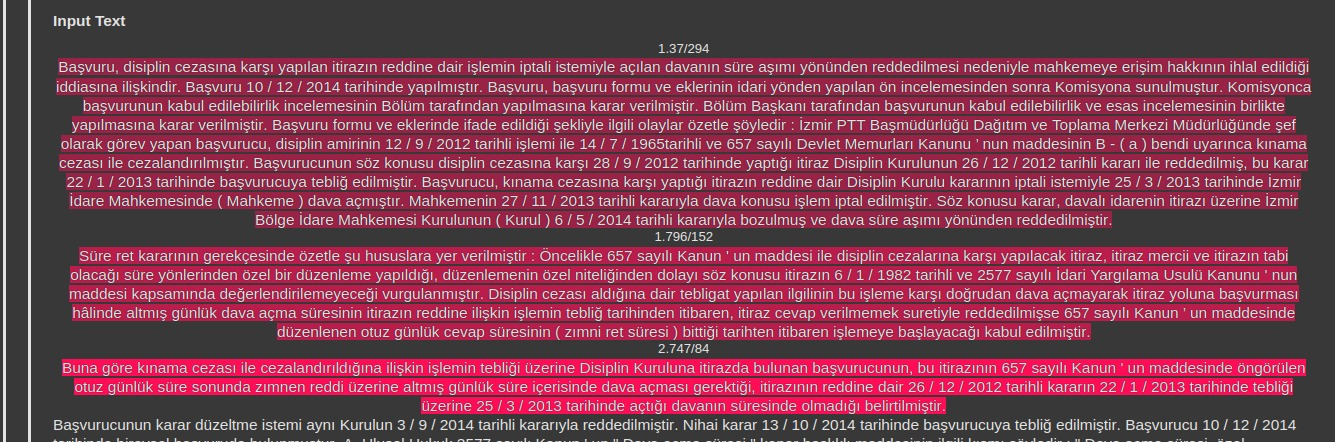 Input Text
1.37/294
Başvuru, disiplin cezasına karşı yapılan itirazın reddine dair işlemin iptali istemiyle açılan davanın süre aşımı yönünden reddedilmesi nedeniyle mahkemeye erişim hakkının ihlal edildiği
iddiasına ilişkindir. Başvuru 10 / 12 / 2014 tarihinde yapılmıştır. Başvuru, başvuru formu ve eklerinin idari yönden yapılan ön incelemesinden sonra Komisyona sunulmuştur. Komisyonca
başvurunun kabul edilebilirlik incelemesinin Bölüm tarafından yapılmasına karar verilmiştir. Bölüm Başkanı tarafından başvurunun kabul edilebilirlik ve esas incelemesinin birlikte
yapılmasına karar verilmiştir. Başvuru formu ve eklerinde ifade edildiği şekliyle ilgili olaylar özetle şöyledir : İzmir PTT Başmüdürlüğü Dağıtım ve Toplama Merkezi Müdürlüğünde şef
olarak görev yapan başvurucu, disiplin amirinin 12 / 9 / 2012 tarihli işlemi ile 14 / 7 / 1965tarihli ve 657 sayılı Devlet Memurları Kanunu ' nun maddesinin B - ( a ) bendi uyarınca kınama
cezası ile cezalandırılmıştır. Başvurucunun söz konusu disiplin cezasına karşı 28 / 9 / 2012 tarihinde yaptığı itiraz Disiplin Kurulunun 26 / 12 / 2012 tarihli kararı ile reddedilmiş, bu karar
22 / 1 / 2013 tarihinde başvurucuya tebliğ edilmiştir. Başvurucu, kınama cezasına karşı yaptığı itirazın reddine dair Disiplin Kurulu kararının iptali istemiyle 25 / 3 / 2013 tarihinde İzmir
İdare Mahkemesinde ( Mahkeme ) dava açmıştır. Mahkemenin 27 / 11 / 2013 tarihli kararıyla dava konusu işlem iptal edilmiştir. Söz konusu karar, davalı idarenin itirazı üzerine İzmir
Bölge İdare Mahkemesi Kurulunun ( Kurul ) 6 / 5 / 2014 tarihli kararıyla bozulmuş ve dava süre aşımı yönünden reddedilmiştir.
1.796/152
Süre ret kararının gerekçesinde özetle şu hususlara yer verilmiştir : Öncelikle 657 sayılı Kanun ' un maddesi ile disiplin cezalarına karşı yapılacak itiraz, itiraz mercii ve itirazın tabi
olacağı süre yönlerinden özel bir düzenleme yapıldığı, düzenlemenin özel niteliğinden dolayı söz konusu itirazın 6 / 1 / 1982 tarihli ve 2577 sayılı İdari Yargılama Usulü Kanunu ' nun
maddesi kapsamında değerlendirilemeyeceği vurgulanmıştır. Disiplin cezası aldığına dair tebligat yapılan ilgilinin bu işleme karşı doğrudan dava açmayarak itiraz yoluna başvurması
hâlinde altmış günlük dava açma süresinin itirazın reddine ilişkin işlemin tebliğ tarihinden itibaren, itiraz cevap verilmemek suretiyle reddedilmişse 657 sayılı Kanun ' un maddesinde
düzenlenen otuz günlük cevap süresinin ( zımni ret süresi ) bittiği tarihten itibaren işlemeye başlayacağı kabul edilmiştir.
2.747/84
Buna göre kınama cezası ile cezalandırıldığına ilişkin işlemin tebliği üzerine Disiplin Kuruluna itirazda bulunan başvurucunun, bu itirazının 657 sayılı Kanun ' un maddesinde öngörülen
otuz günlük süre sonunda zımnen reddi üzerine altmış günlük süre içerisinde dava açması gerektiği, itirazının reddine dair 26 / 12 / 2012 tarihli kararın 22 / 1 / 2013 tarihinde tebliği
üzerine 25 / 3 / 2013 tarihinde açtığı davanın süresinde olmadığı belirtilmiştir.
Başvurucunun karar düzeltme istemi aynı Kurulun 3 / 9 / 2014 tarihli kararıyla reddedilmiştir. Nihai karar 13 / 10 / 2014 tarihinde başvurucuya tebliğ edilmiştir. Başvurucu 10 / 12 / 2014